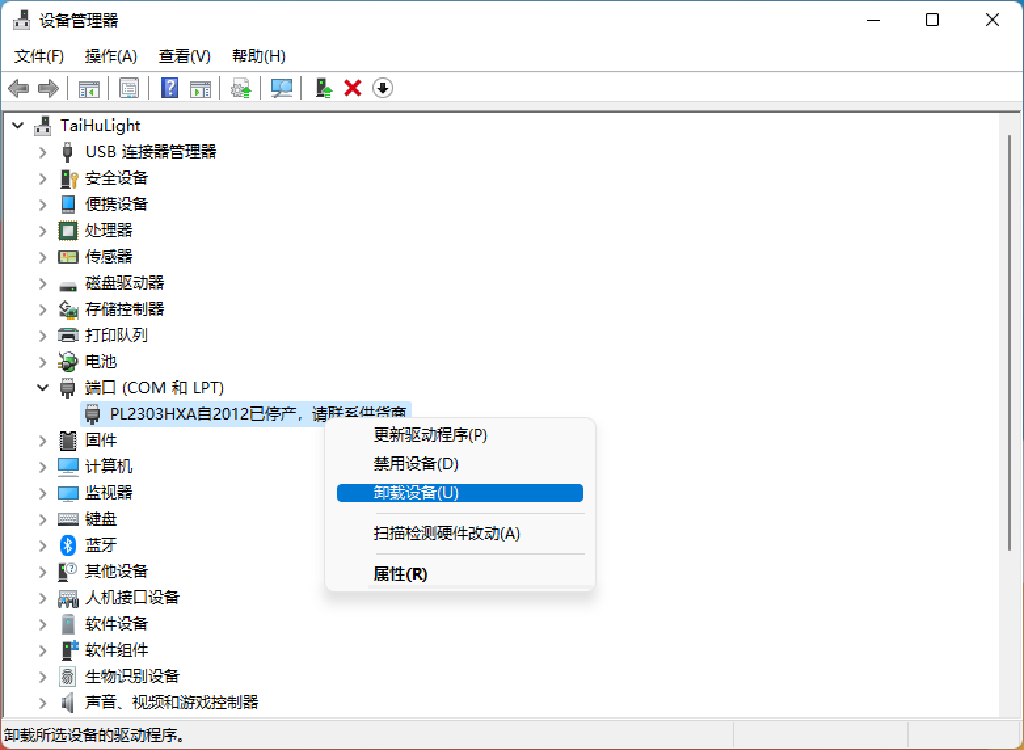 设备管理器
文件(F) 操作(A) 查看(V) 帮助(H)
TaiHuLight
USB 连接器管理器
安全设备
便携设备
处理器
传感器
磁盘驱动器
存储控制器
打印队列
电池
端口 (COM 和 LPT)
PL2303HXA自2012已停产，请联系供货商
更新驱动程序(P)
固件
禁用设备(D)
计算机
卸载设备(U)
监视器
键盘
扫描检测硬件改动(A)
蓝牙
其他设备
属性(R)
人机接口设备
软件设备
软件组件
生物识别设备
声音、视频和游戏控制器
卸载所选设备的驱动程序。